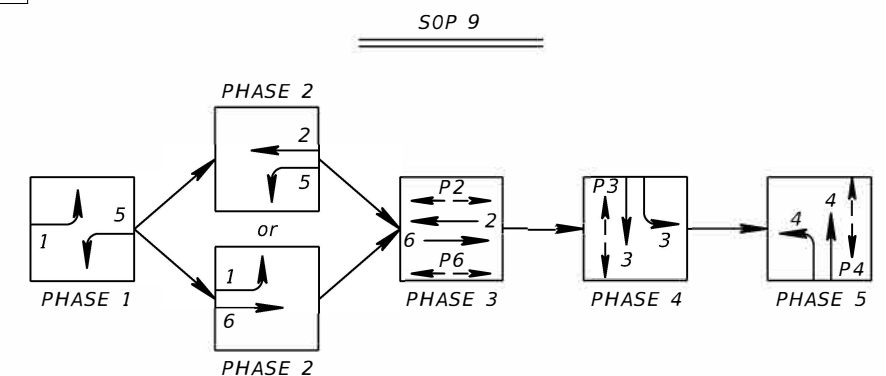 SOP 9
PHASE 2
2
5
1
5
PHASE 1
or
1
6
PHASE 2
P2
2
6
P6
PHASE 3
P3
3
3
PHASE 4
4
4
P4
PHASE 5